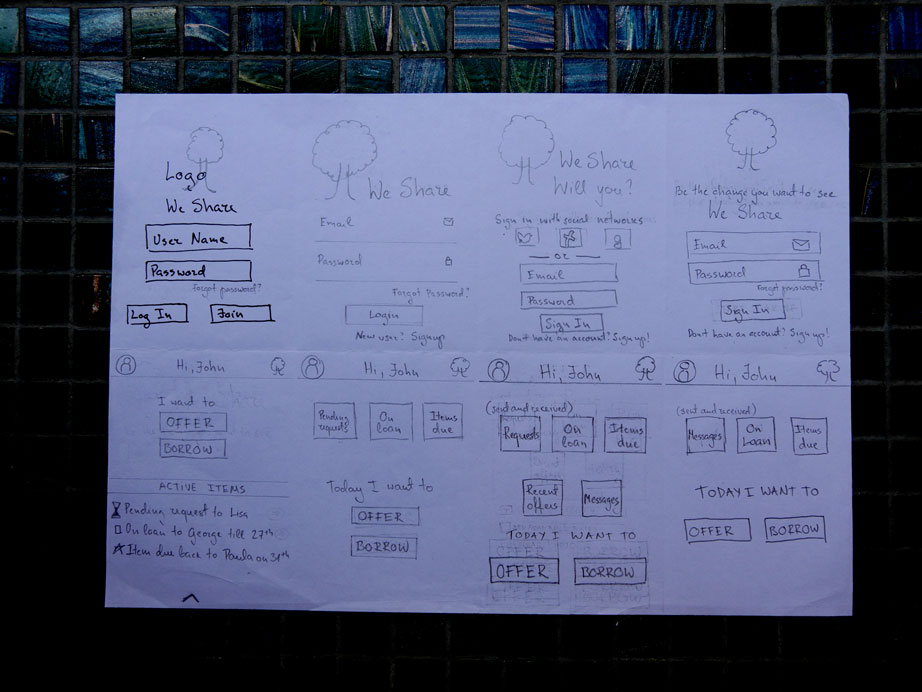 Logo
We Share
User Name
Password
Forgot password?
Log In
Join
We Share
Email
Password
Forgot Password?
Login
New user? Sign up
We Share
Will you?
Sign in with social networks
OR
Email
Password
Sign In
Don't have an account? Sign up!
Be the change you want to see
We Share
Email
Password
Forgot password?
Sign In
Don't have an account? Sign up!
Hi, John
I want to
OFFER
BORROW
ACTIVE ITEMS
Pending request to Lisa
On loan to George till 27th
Item due back to Paula on 31th
Hi, John
Pending
requests
On
loan
Items
due
Today I want to
OFFER
BORROW
Hi, John
(sent and received)
Requests
On
loan
Items
due
Recent
offers
Messages
TODAY I WANT TO
OFFER
BORROW
Hi, John
(sent and received)
Messages
On
Loan
Items
due
TODAY I WANT TO
OFFER
BORROW